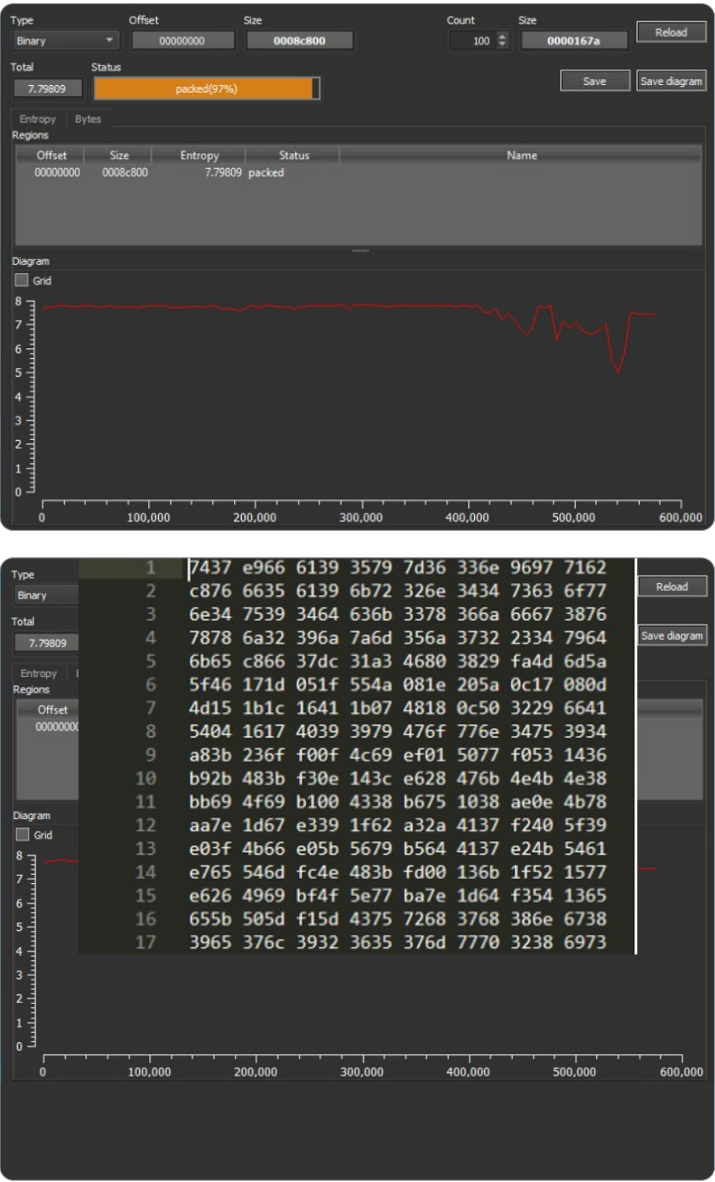 Type Offset Size Count Size
Binary 00000000 0008c800 100 0000167a Reload
Total Status
7.79809 packed(97%) Save Save diagram
Entropy Bytes
Regions
Offset Size Entropy Status Name
00000000 0008c800 7.79809 packed
Diagram
Grid
8
7
6
5
4
3
2
1
0
0 100,000 200,000 300,000 400,000 500,000 600,000
Type
Binary Reload
Total
7.79809 Save diagram
Entropy
Regions
Offset
00000000
Diagram
Grid
1 7437 e966 6139 3579 7d36 336e 9697 7162
2 c876 6635 6139 6b72 326e 3434 7363 6f77
3 6e34 7539 3464 636b 3378 366a 6667 3876
4 7878 6a32 396a 7a6d 356a 3732 2334 7964
5 6b65 c866 37dc 31a3 4680 3829 fa4d 6d5a
6 5f46 171d 051f 554a 081e 205a 0c17 080d
7 4d15 1b1c 1641 1b07 4818 0c50 3229 6641
8 5404 1617 4039 3979 476f 776e 3475 3934
9 a83b 236f f00f 4c69 ef01 5077 f053 1436
10 b92b 483b f30e 143c e628 476b 4e4b 4e38
11 bb69 4f69 b100 4338 b675 1038 ae0e 4b78
12 aa7e 1d67 e339 1f62 a32a 4137 f240 5f39
13 e03f 4b66 e05b 5679 b564 4137 e24b 5461
14 e765 546d fc4e 483b fd00 136b 1f52 1577
15 e626 4969 bf4f 5e77 ba7e 1d64 f354 1365
16 655b 505d f15d 4375 7268 3768 386e 6738
17 3965 376c 3932 3635 376d 7770 3238 6973
8
7
6
5
4
3
2
1
0
0 100,000 200,000 300,000 400,000 500,000 600,000